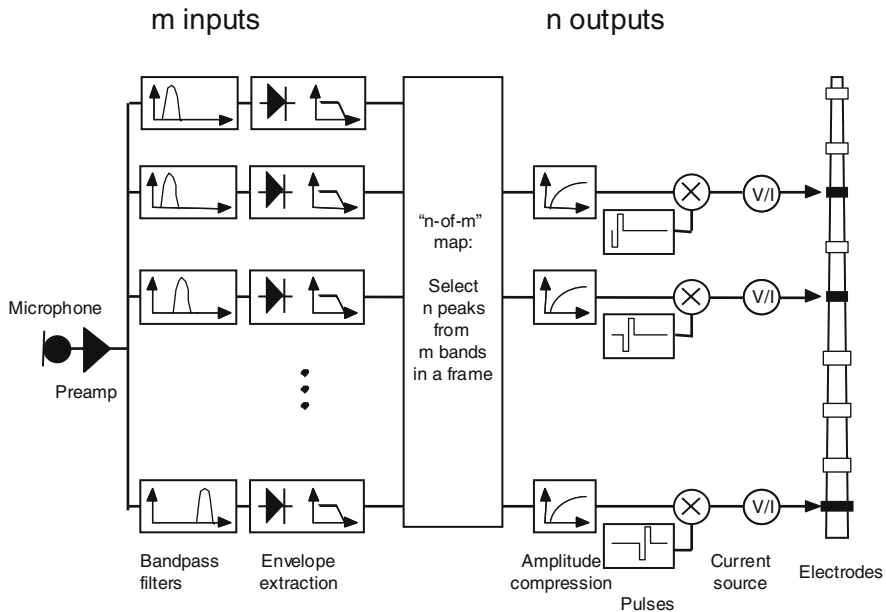 m inputs
n outputs
"n-of-m"
map:
Select
n peaks
from
m bands
in a frame
Microphone
Preamp
V/I
V/I
V/I
Bandpass
filters
Envelope
extraction
Amplitude
compression
Pulses
Current
source
Electrodes